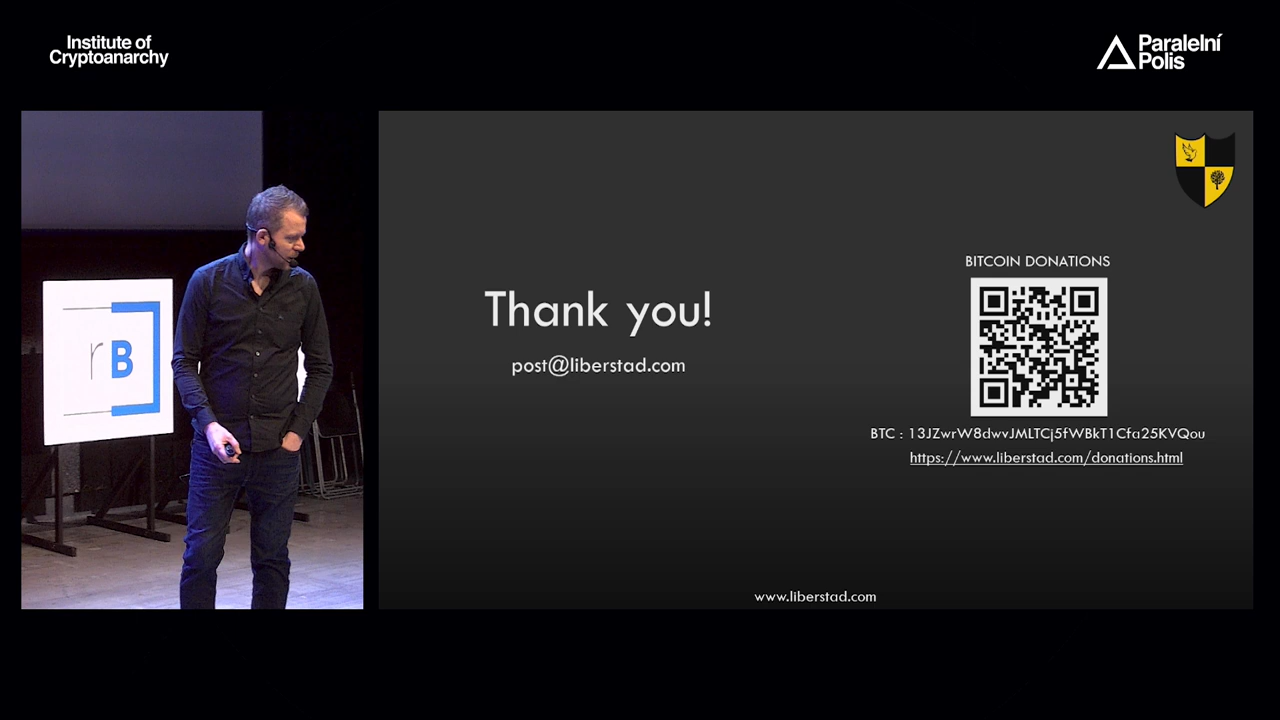 Institute of
Cryptoanarchy
Paralelní
Polis
rB
Thank you!
post@liberstad.com
BITCOIN DONATIONS
BTC : 13JZwrW8dwvJMLTCj5fWBkT1Cfa25KVQou
https://www.liberstad.com/donations.html
www.liberstad.com